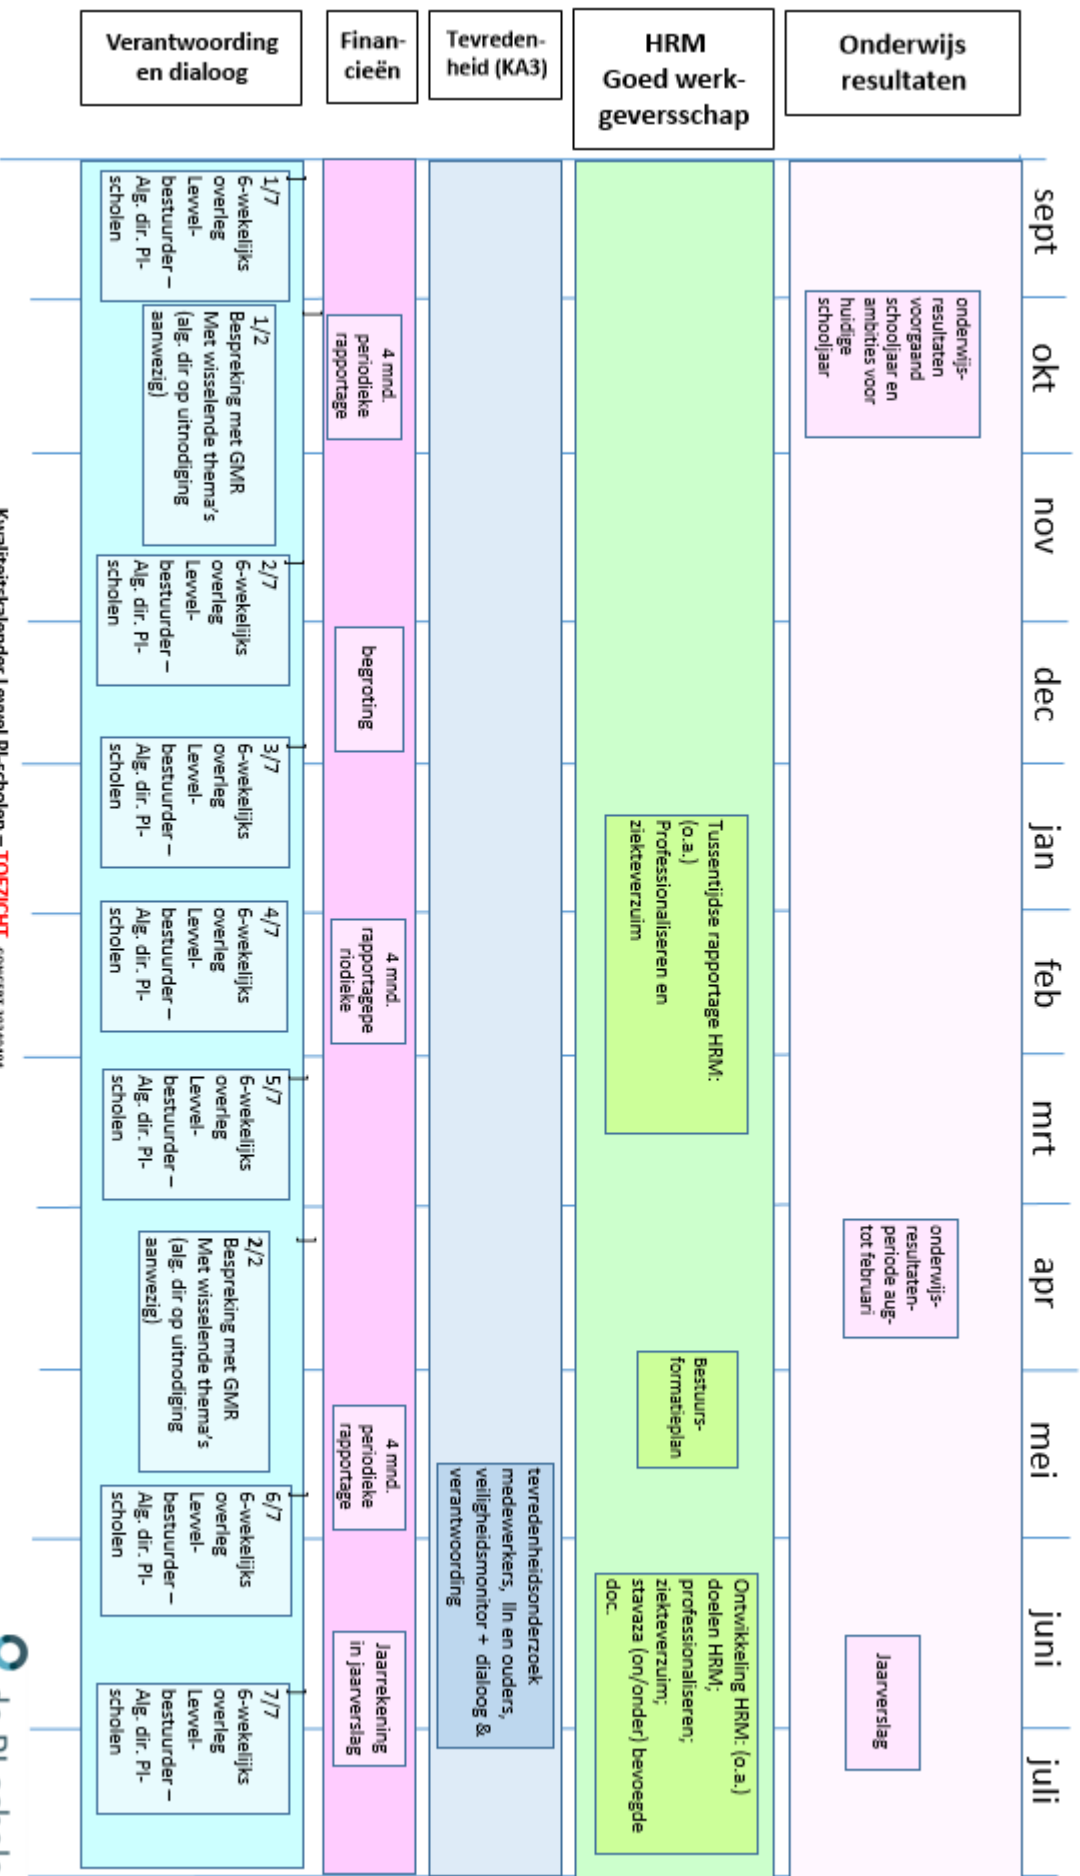 Onderwijs
resultaten
HRM
Goed werk-
geversschap
Tevreden-
heid (KA3)
Finan-
cieën
Verantwoording
en dialoog
sept
okt
nov
dec
jan
feb
mrt
apr
mei
juni
juli
onderwijs-
resultaten
voorgaand
schooljaar en
ambities voor
huidige
schooljaar
onderwijs-
resultaten-
periode aug-
tot februari
Jaarverslag
Tussentijdse rapportage HRM:
(o.a.)
Professionaliseren en
ziekteverzuim
Bestuurs-
formatieplan
Ontwikkeling HRM: (o.a.)
doelen HRM;
professionaliseren;
ziekteverzuim;
stavaza (on/onder) bevoegde
doc.
tevredenheidsonderzoek
medewerkers, lln en ouders,
veiligheidsmonitor + dialoog &
verantwoording
4 mnd.
periodieke
rapportage
begroting
4 mnd.
rapportagepe
riodieke
4 mnd.
periodieke
rapportage
Jaarrekening
in jaarverslag
1/7
6-wekelijks
overleg
Levvel-
bestuurder –
Alg. dir. PI-
scholen
1/2
Bespreking met GMR
Met wisselende thema's
(alg. dir op uitnodiging
aanwezig)
2/7
6-wekelijks
overleg
Levvel-
bestuurder –
Alg. dir. PI-
scholen
3/7
6-wekelijks
overleg
Levvel-
bestuurder –
Alg. dir. PI-
scholen
4/7
6-wekelijks
overleg
Levvel-
bestuurder –
Alg. dir. PI-
scholen
5/7
6-wekelijks
overleg
Levvel-
bestuurder –
Alg. dir. PI-
scholen
2/2
Bespreking met GMR
Met wisselende thema's
(alg. dir op uitnodiging
aanwezig)
6/7
6-wekelijks
overleg
Levvel-
bestuurder –
Alg. dir. PI-
scholen
7/7
6-wekelijks
overleg
Levvel-
bestuurder –
Alg. dir. PI-
scholen
Kwaliteitskalender Levvel PI-scholen – TOEZICHT